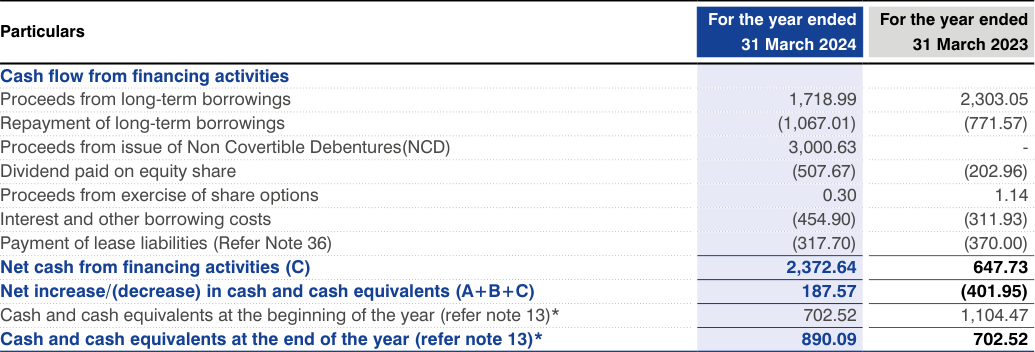 Particulars For the year ended 31 March 2024 For the year ended 31 March 2023
Cash flow from financing activities
Proceeds from long-term borrowings 1,718.99 2,303.05
Repayment of long-term borrowings (1,067.01) (771.57)
Proceeds from issue of Non Covertible Debentures(NCD) 3,000.63 -
Dividend paid on equity share (507.67) (202.96)
Proceeds from exercise of share options 0.30 1.14
Interest and other borrowing costs (454.90) (311.93)
Payment of lease liabilities (Refer Note 36) (317.70) (370.00)
Net cash from financing activities (C) 2,372.64 647.73
Net increase/(decrease) in cash and cash equivalents (A+B+C) 187.57 (401.95)
Cash and cash equivalents at the beginning of the year (refer note 13)* 702.52 1,104.47
Cash and cash equivalents at the end of the year (refer note 13)* 890.09 702.52